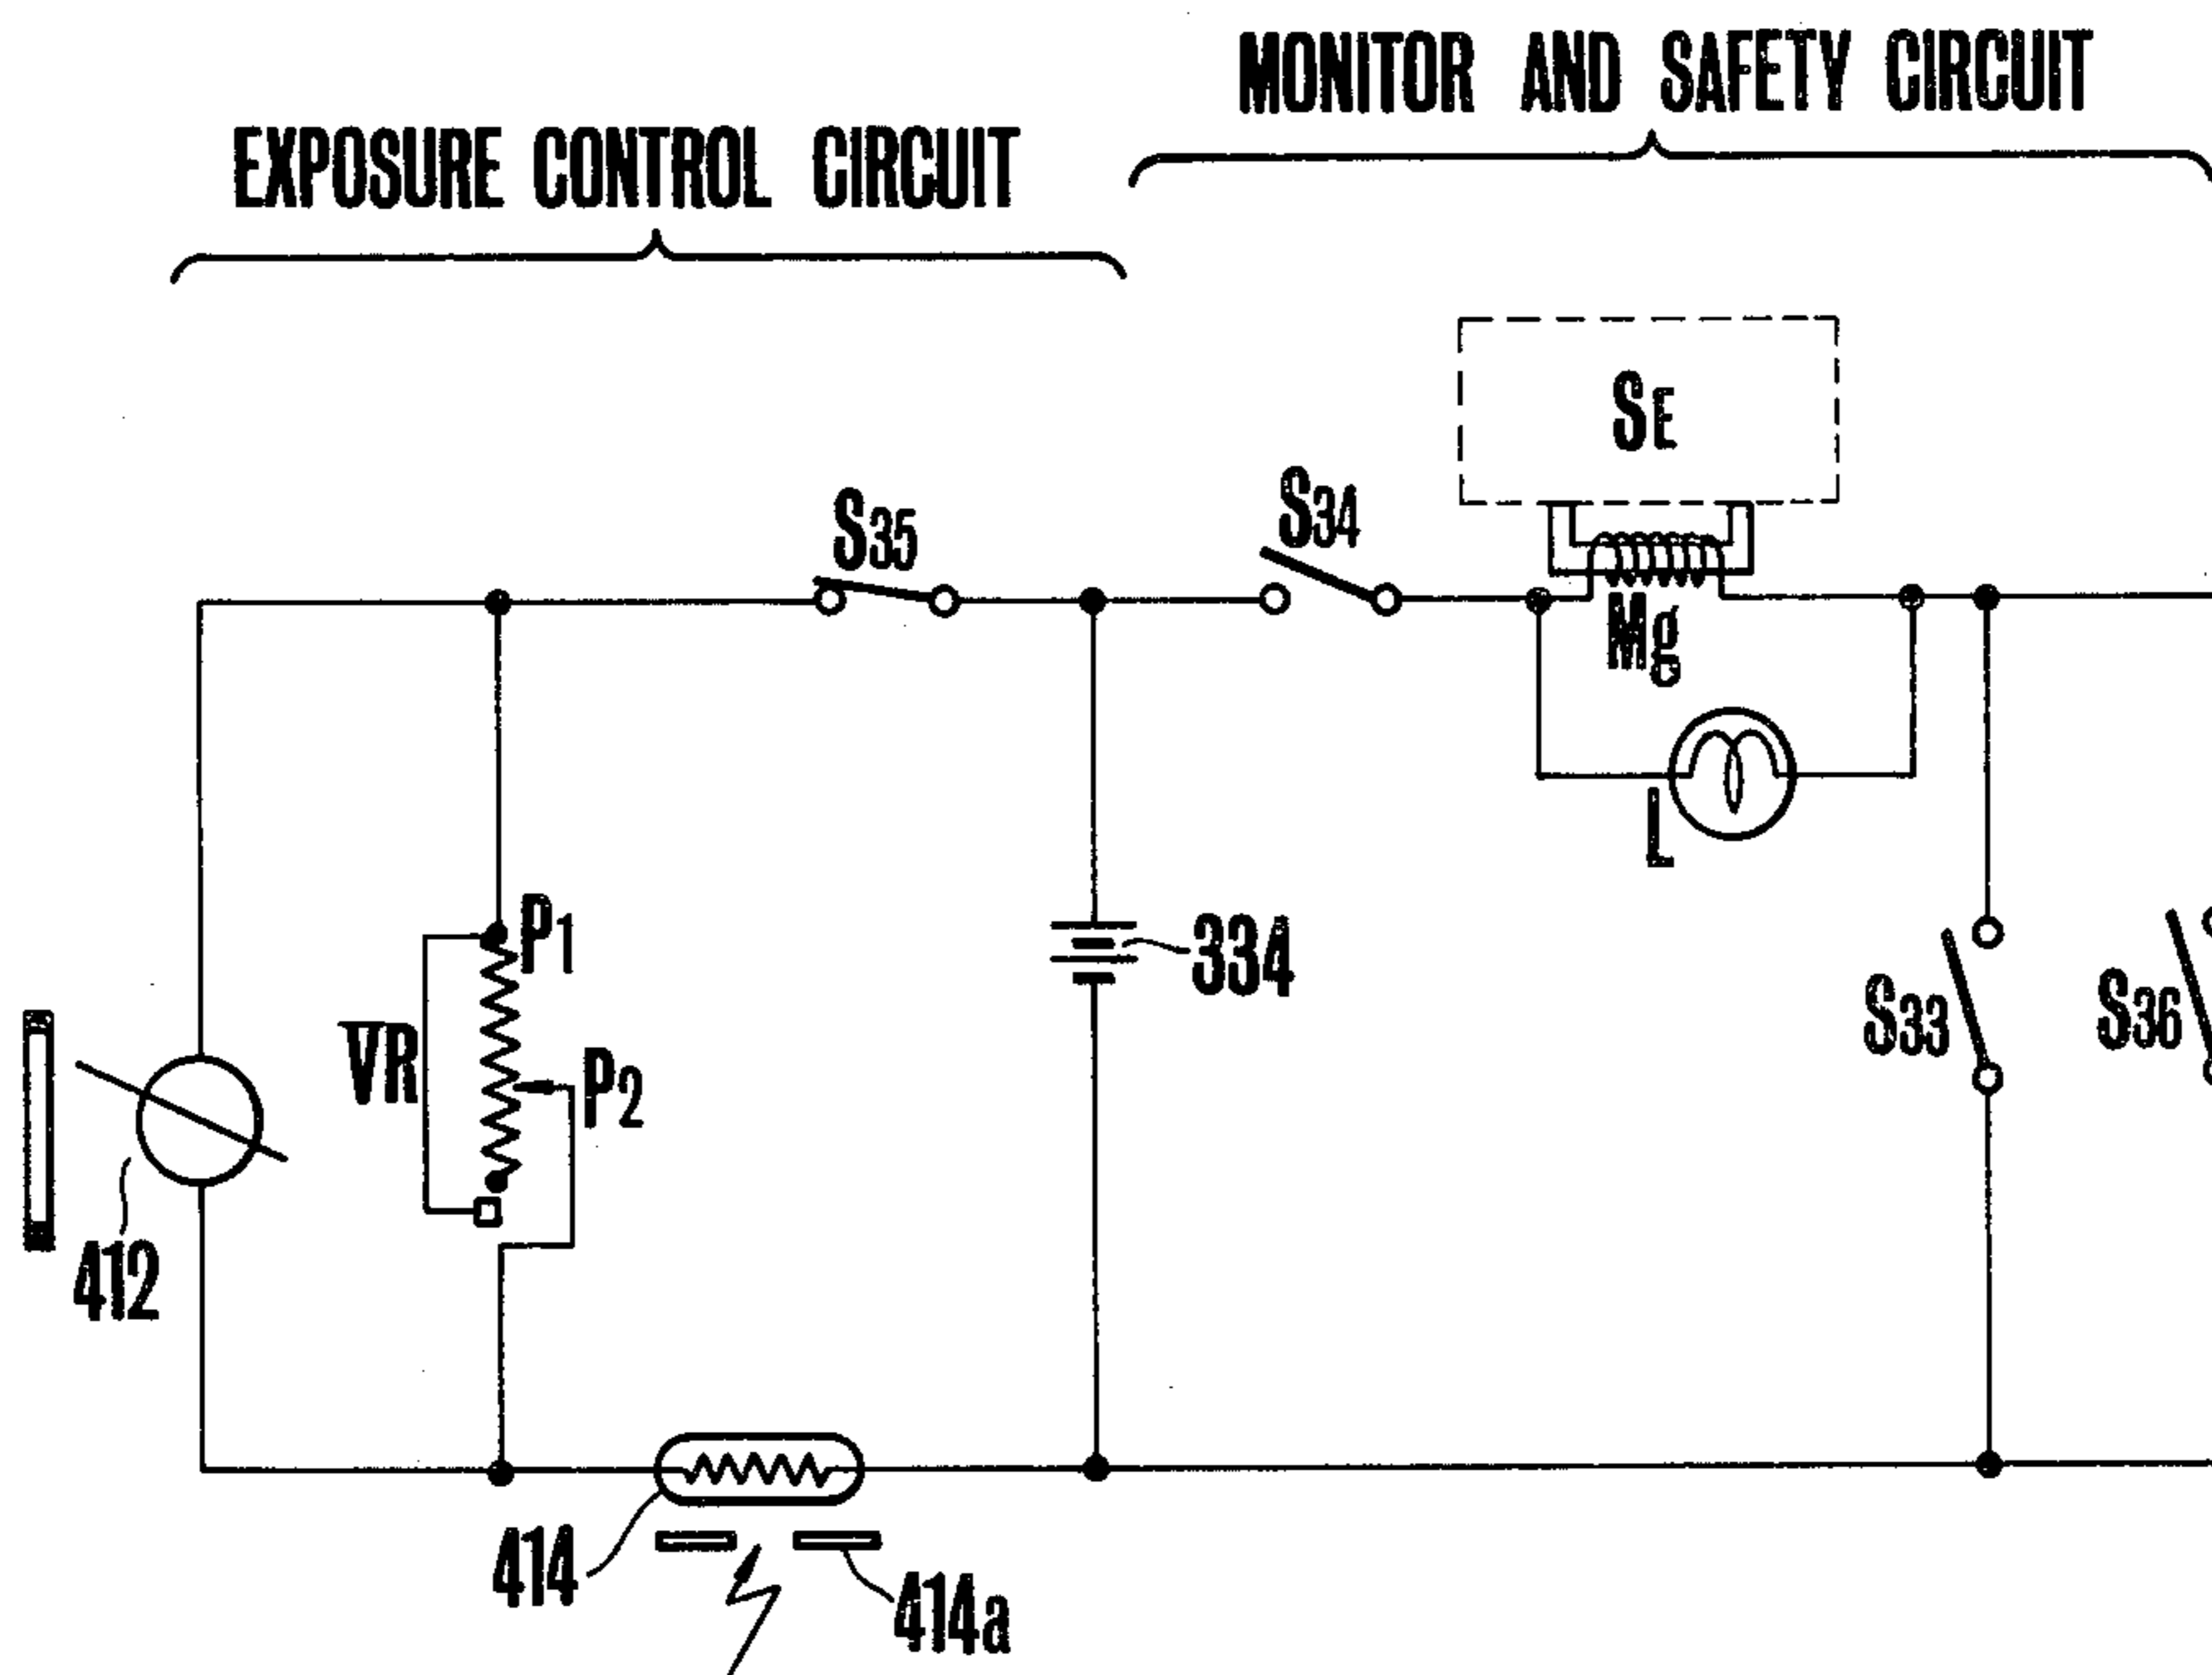 MONITOR AND SAFETY CIRCUIT
EXPOSURE CONTROL CIRCUIT
SE
S35
S34
Mg
L
P1
334
VR
P2
S33
S36
412
414
414a